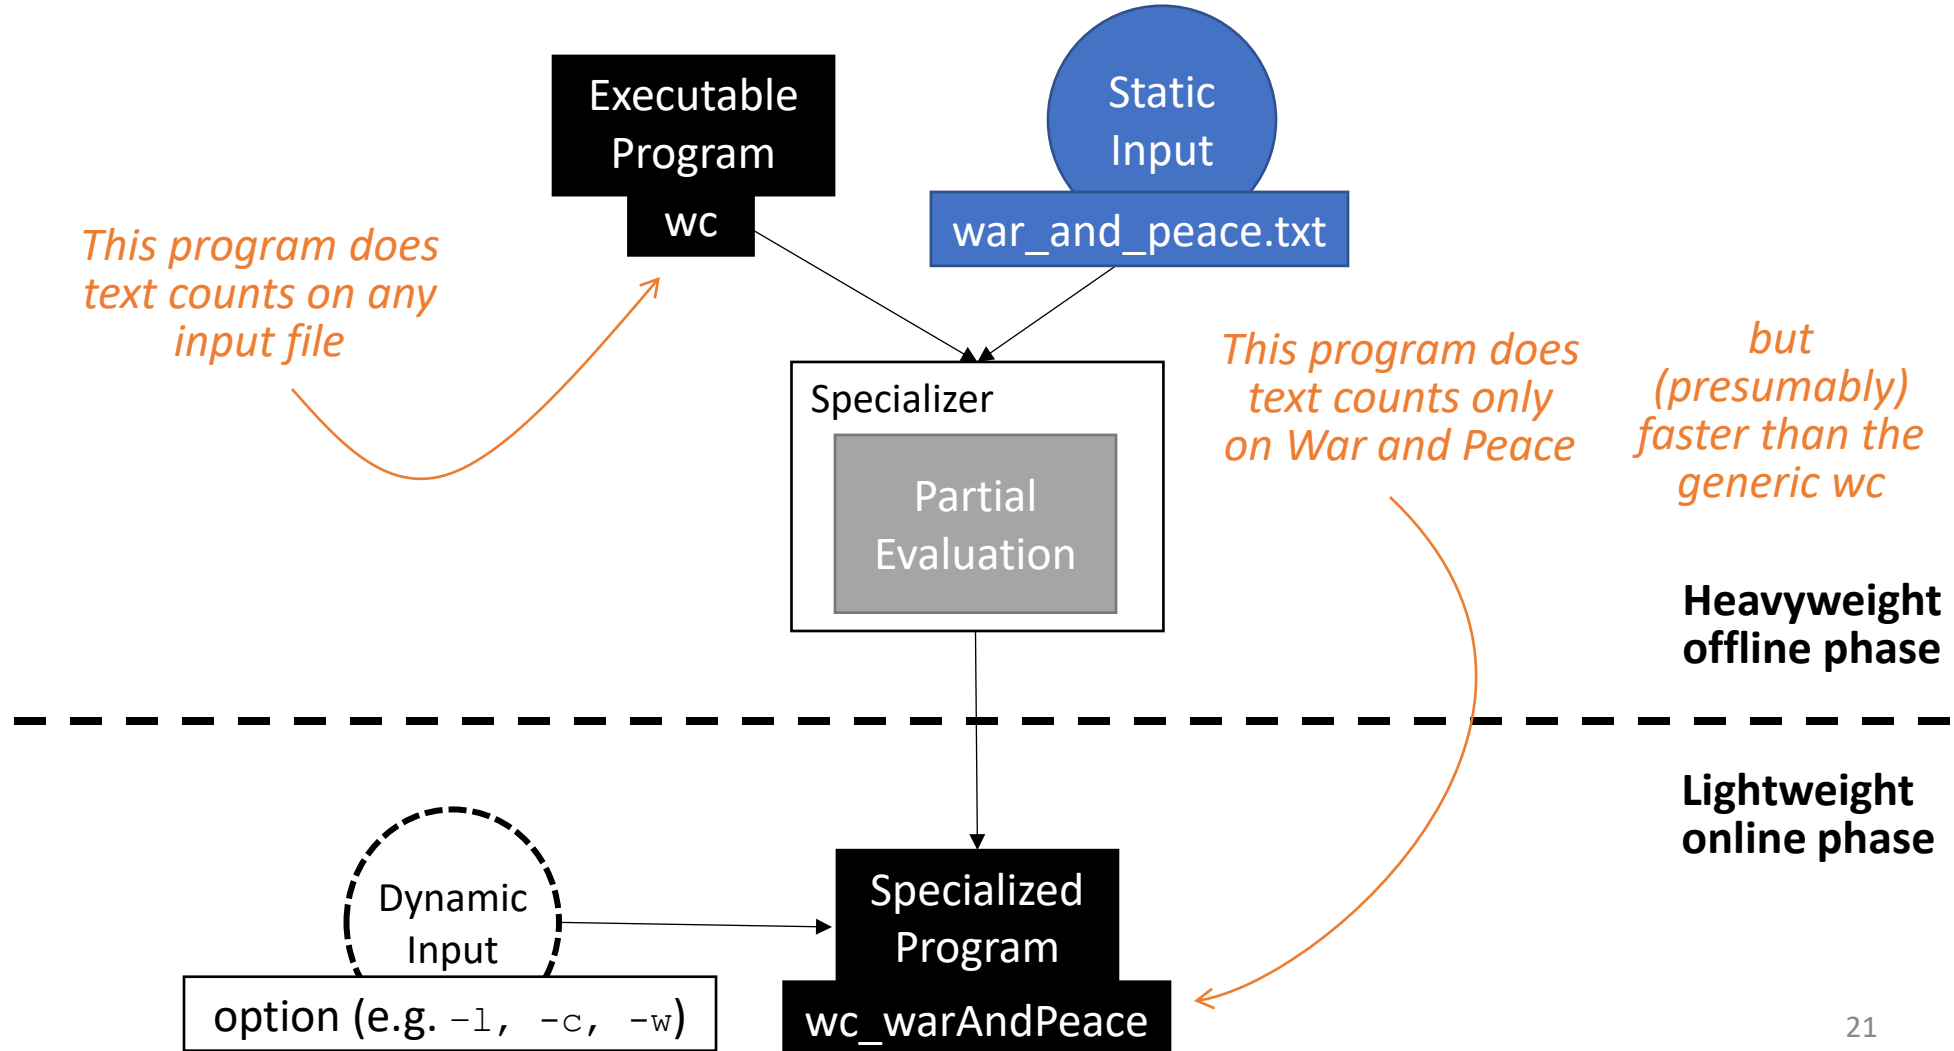 Executable
Program
wc
Static
Input
war_and_peace.txt
This program does
text counts on any
input file
Specializer
Partial
Evaluation
This program does
text counts only
on War and Peace
but
(presumably)
faster than the
generic wc
Heavyweight
offline phase
Lightweight
online phase
Dynamic
Input
option (e.g. –l, -c, -w)
Specialized
Program
wc_warAndPeace
21